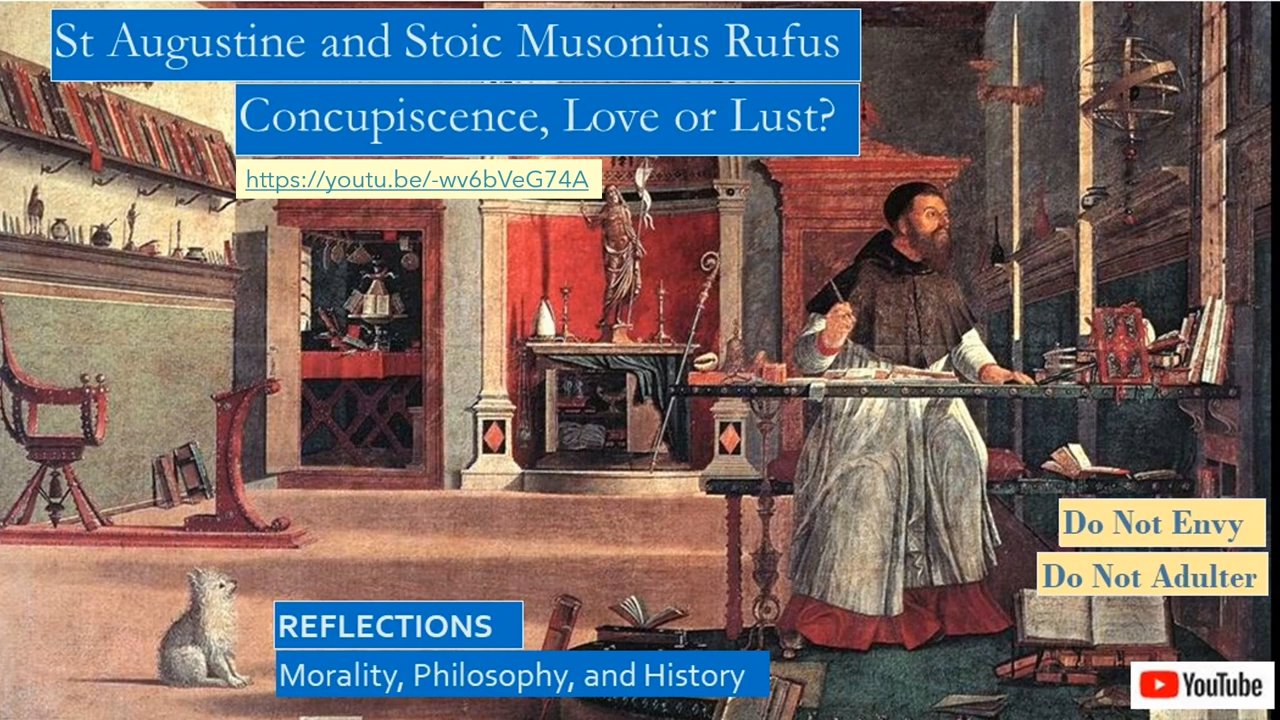 St Augustine and Stoic Musonius Rufus
Concupiscence, Love or Lust?
https://youtu.be/-wv6bVeG74A
Do Not Envy
Do Not Adulter
REFLECTIONS
Morality, Philosophy, and History
YouTube